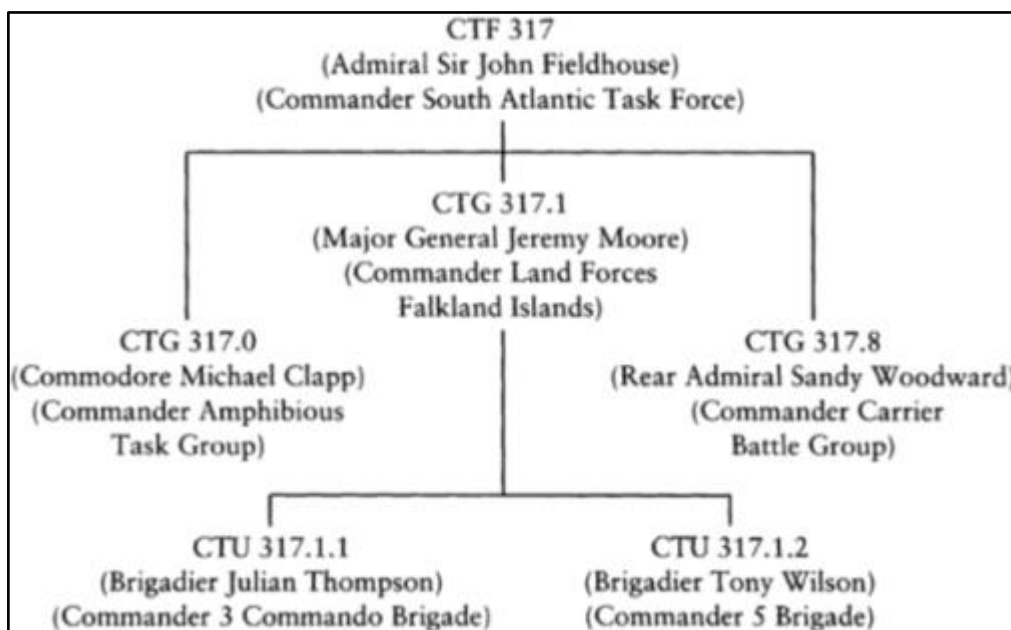 CTF 317
(Admiral Sir John Fieldhouse)
(Commander South Atlantic Task Force)
CTG 317.1
(Major General Jeremy Moore)
(Commander Land Forces
Falkland Islands)
CTG 317.0
(Commodore Michael Clapp)
(Commander Amphibious
Task Group)
CTG 317.8
(Rear Admiral Sandy Woodward)
(Commander Carrier
Battle Group)
CTU 317.1.1
(Brigadier Julian Thompson)
(Commander 3 Commando Brigade)
CTU 317.1.2
(Brigadier Tony Wilson)
(Commander 5 Brigade)